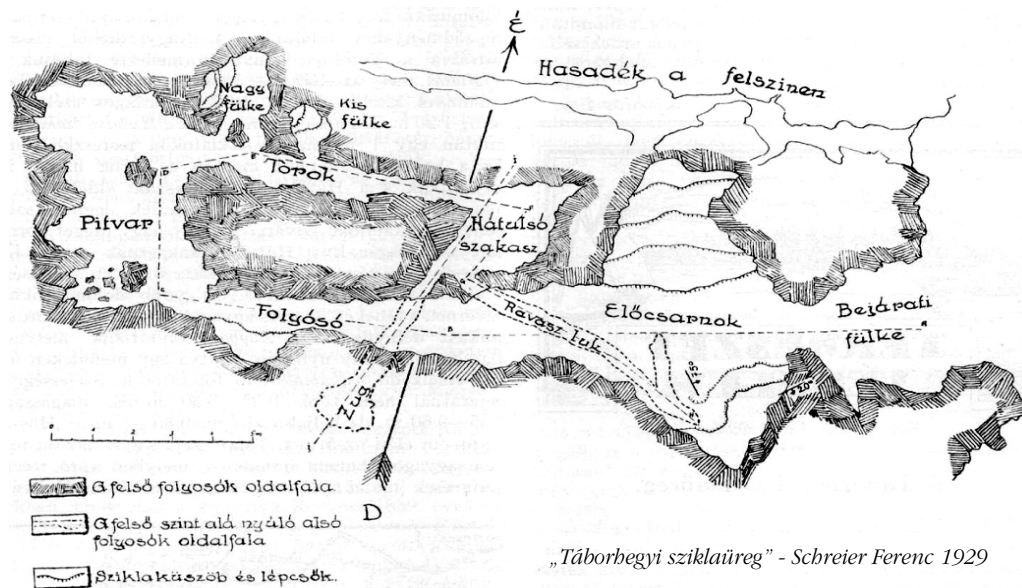 É
Hasadék a felszinen
Nagy
fülke
Kis
fülke
Torok
Pitvar
Hátulsó
szakasz
Folyosó
Ravasz luk
Előcsarnok
Bejárati
fülke
Zug
D
A felső folyosók oldalfala.
A felső szint alá nyúló alsó
folyosók oldalfala
Sziklaküszöb és lépcsők.
„Táborhegyi sziklaüreg” - Schreier Ferenc 1929